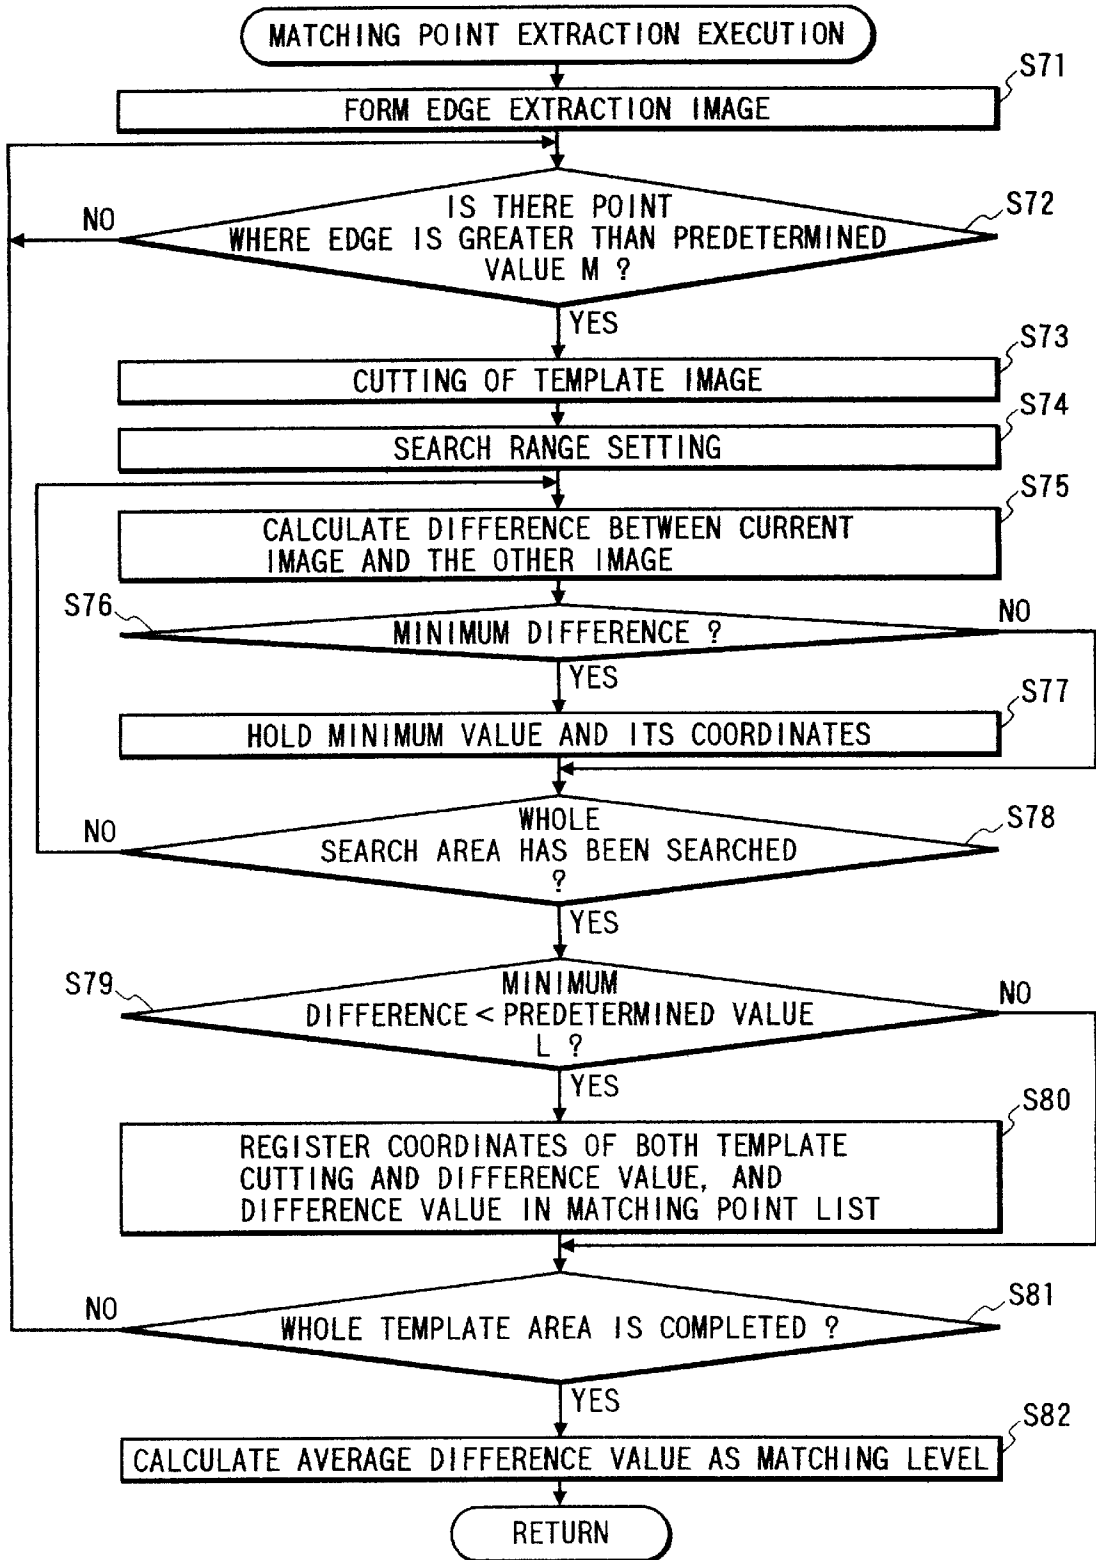 MATCHING POINT EXTRACTION EXECUTION
S71
FORM EDGE EXTRACTION IMAGE
NO
IS THERE POINT
WHERE EDGE IS GREATER THAN PREDETERMINED
VALUE M ?
S72
YES
S73
CUTTING OF TEMPLATE IMAGE
S74
SEARCH RANGE SETTING
S75
CALCULATE DIFFERENCE BETWEEN CURRENT
IMAGE AND THE OTHER IMAGE
S76
MINIMUM DIFFERENCE ?
NO
YES
S77
HOLD MINIMUM VALUE AND ITS COORDINATES
NO
WHOLE
SEARCH AREA HAS BEEN SEARCHED
?
S78
YES
S79
MINIMUM
DIFFERENCE < PREDETERMINED VALUE
L ?
NO
YES
S80
REGISTER COORDINATES OF BOTH TEMPLATE
CUTTING AND DIFFERENCE VALUE, AND
DIFFERENCE VALUE IN MATCHING POINT LIST
NO
WHOLE TEMPLATE AREA IS COMPLETED ?
S81
YES
S82
CALCULATE AVERAGE DIFFERENCE VALUE AS MATCHING LEVEL
RETURN